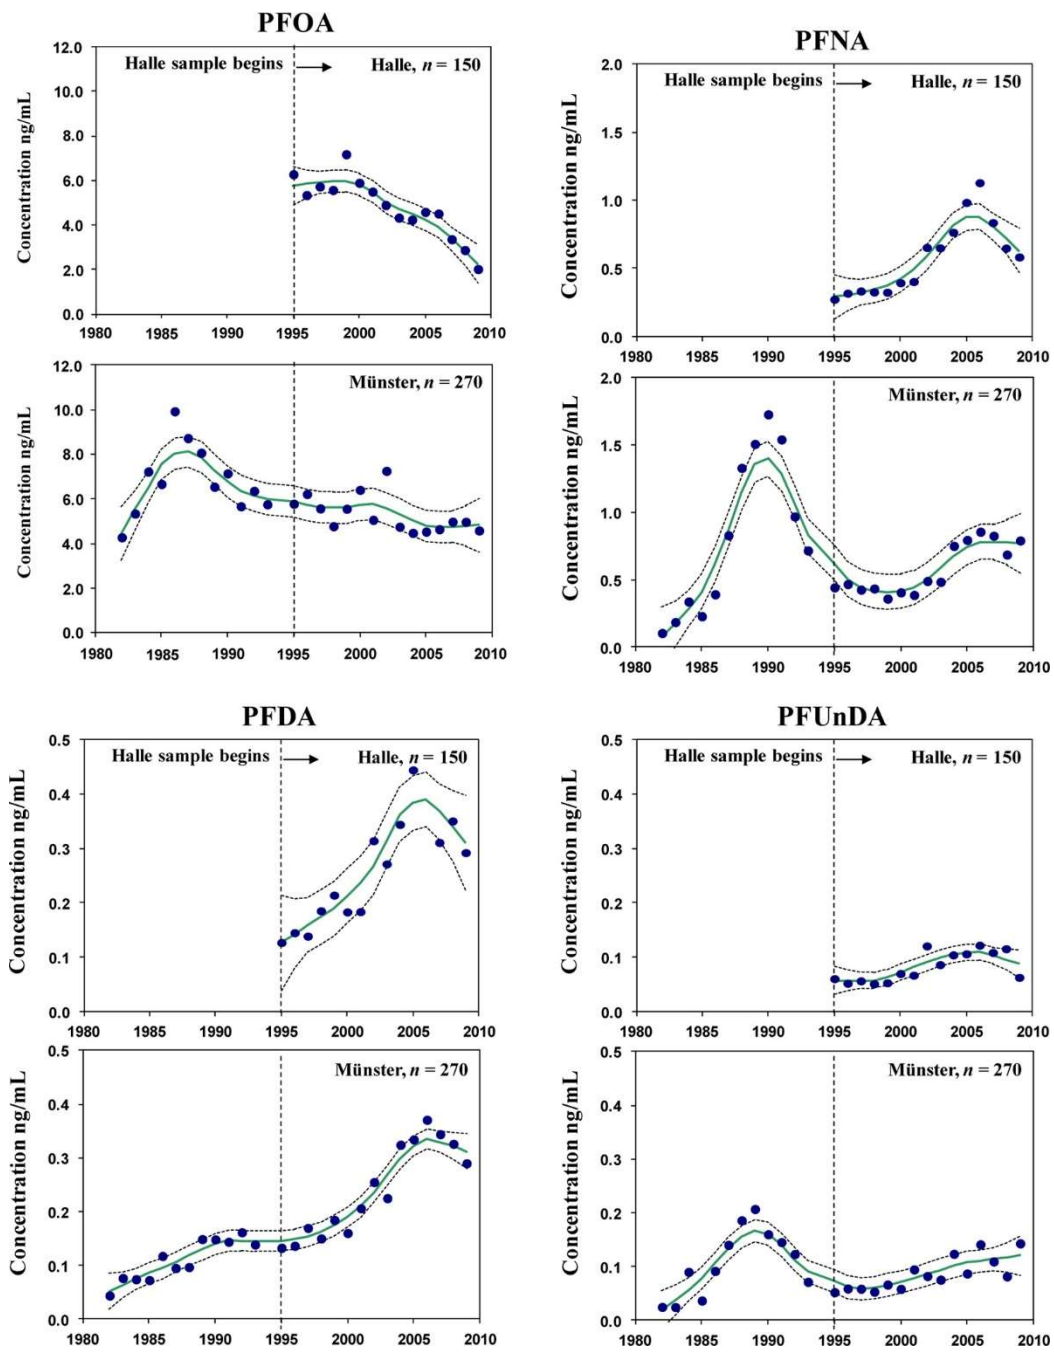 PFOA
Halle sample begins
Halle, n = 150
Concentration ng/mL
12.0
10.0
8.0
6.0
4.0
2.0
0.0
1980 1985 1990 1995 2000 2005 2010
PFNA
Halle sample begins
Halle, n = 150
Concentration ng/mL
2.0
1.5
1.0
0.5
0.0
1980 1985 1990 1995 2000 2005 2010
Münster, n = 270
Concentration ng/mL
12.0
10.0
8.0
6.0
4.0
2.0
0.0
1980 1985 1990 1995 2000 2005 2010
Münster, n = 270
Concentration ng/mL
2.0
1.5
1.0
0.5
0.0
1980 1985 1990 1995 2000 2005 2010
PFDA
Halle sample begins
Halle, n = 150
Concentration ng/mL
0.5
0.4
0.3
0.2
0.1
0.0
1980 1985 1990 1995 2000 2005 2010
PFUnDA
Halle sample begins
Halle, n = 150
Concentration ng/mL
0.5
0.4
0.3
0.2
0.1
0.0
1980 1985 1990 1995 2000 2005 2010
Münster, n = 270
Concentration ng/mL
0.5
0.4
0.3
0.2
0.1
0.0
1980 1985 1990 1995 2000 2005 2010
Münster, n = 270
Concentration ng/mL
0.5
0.4
0.3
0.2
0.1
0.0
1980 1985 1990 1995 2000 2005 2010